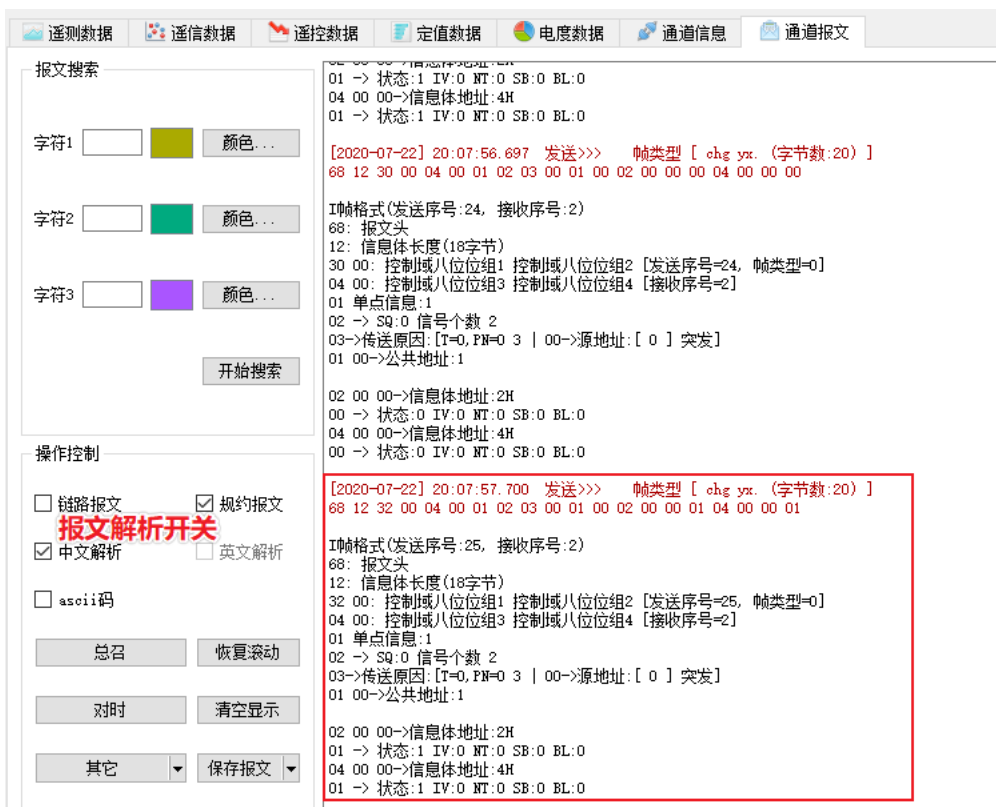 遥测数据 遥信数据 遥控数据 定值数据 电度数据 通道信息 通道报文
报文搜索
字符1 颜色...
字符2 颜色...
字符3 颜色...
开始搜索
操作控制
链路报文 规约报文
报文解析开关
中文解析 英文解析
ascii码
总召 恢复滚动
对时 清空显示
其它 保存报文
01 -> 状态:1 IV:0 NT:0 SB:0 BL:0
04 00 00->信息体地址:4H
01 -> 状态:1 IV:0 NT:0 SB:0 BL:0
[2020-07-22] 20:07:56.697 发送>>> 帧类型 [ chg yx. (字节数:20) ]
68 12 30 00 04 00 01 02 03 00 01 00 02 00 00 00 04 00 00 00
I帧格式(发送序号:24, 接收序号:2)
68: 报文头
12: 信息体长度(18字节)
30 00: 控制域八位位组1 控制域八位位组2 [发送序号=24, 帧类型=0]
04 00: 控制域八位位组3 控制域八位位组4 [接收序号=2]
01 单点信息:1
02 -> SQ:0 信号个数 2
03->传送原因:[T=0,PN=0 3 | 00->源地址:[ 0 ] 突发]
01 00->公共地址:1
02 00 00->信息体地址:2H
00 -> 状态:0 IV:0 NT:0 SB:0 BL:0
04 00 00->信息体地址:4H
00 -> 状态:0 IV:0 NT:0 SB:0 BL:0
[2020-07-22] 20:07:57.700 发送>>> 帧类型 [ chg yx. (字节数:20) ]
68 12 32 00 04 00 01 02 03 00 01 00 02 00 00 01 04 00 00 01
I帧格式(发送序号:25, 接收序号:2)
68: 报文头
12: 信息体长度(18字节)
32 00: 控制域八位位组1 控制域八位位组2 [发送序号=25, 帧类型=0]
04 00: 控制域八位位组3 控制域八位位组4 [接收序号=2]
01 单点信息:1
02 -> SQ:0 信号个数 2
03->传送原因:[T=0,PN=0 3 | 00->源地址:[ 0 ] 突发]
01 00->公共地址:1
02 00 00->信息体地址:2H
01 -> 状态:1 IV:0 NT:0 SB:0 BL:0
04 00 00->信息体地址:4H
01 -> 状态:1 IV:0 NT:0 SB:0 BL:0